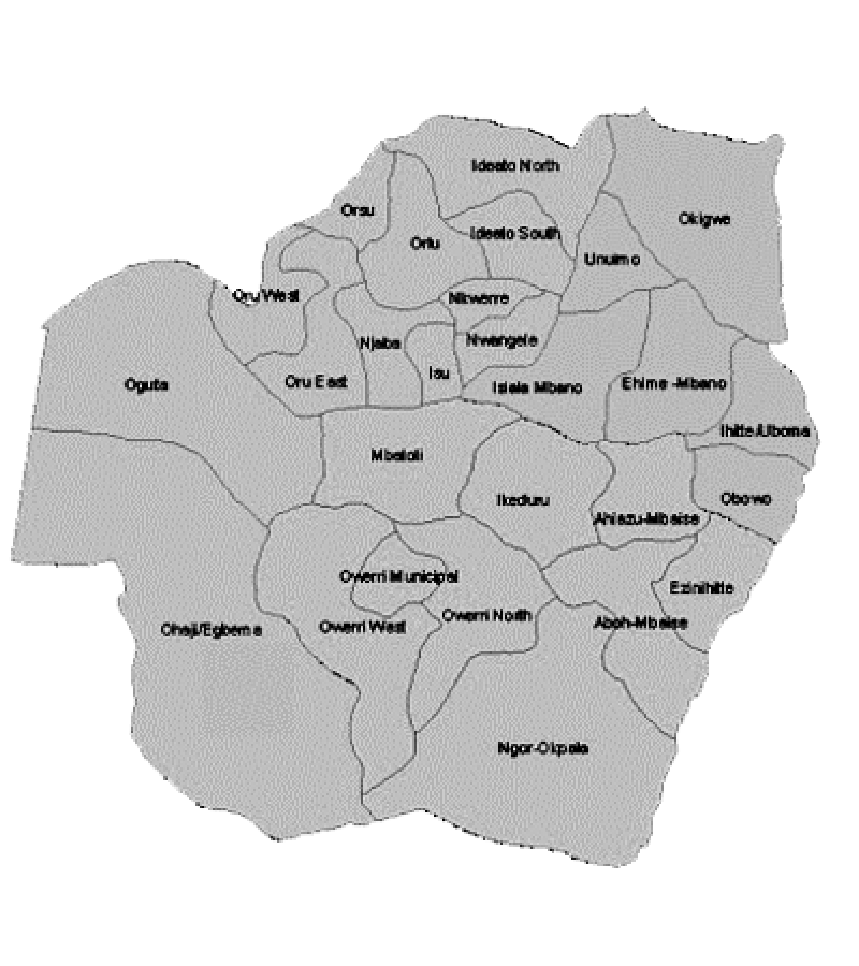 Ideato North
Orsu
Okigwe
Orlu
Ideato South
Unuimo
Oru West
Nkwerre
Njaba
Nwangele
Isu
Oru East
Isiala Mbano
Ehime -Mbano
Oguta
Ihitte/Uboma
Mbatoli
Ikeduru
Obowo
Ahiazu-Mbaise
Owerri Municipal
Ezinihitte
Owerri North
Ohaji/Egbema
Owerri West
Aboh-Mbaise
Ngor-Okpala